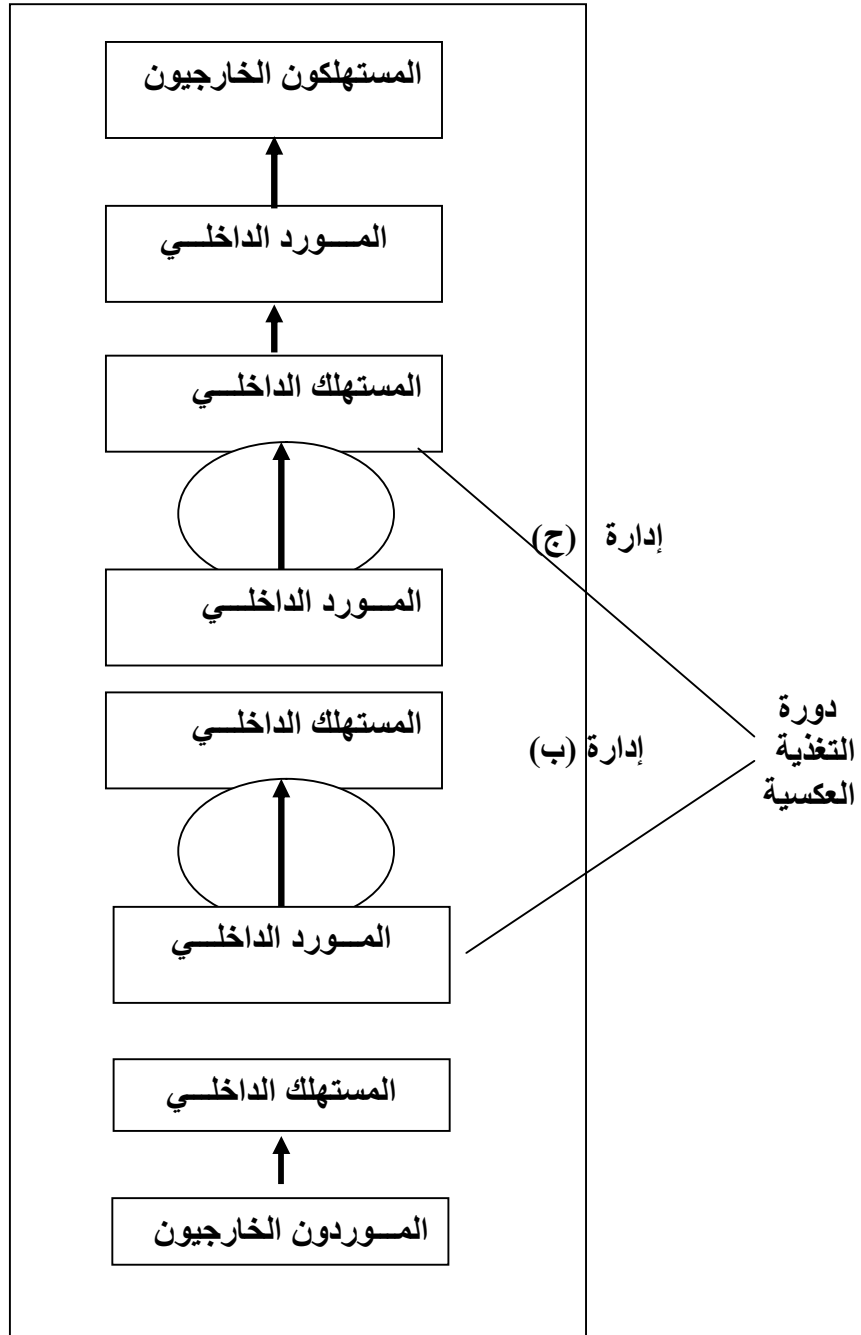 المستهلكون الخارجيون
المـــورد الداخلـــي
المستهلك الداخلـــي
إدارة (ج)
المـــورد الداخلـــي
المستهلك الداخلـــي
إدارة (ب)
دورة
التغذية
العكسية
المـــورد الداخلـــي
المستهلك الداخلـــي
المـــوردون الخارجيون